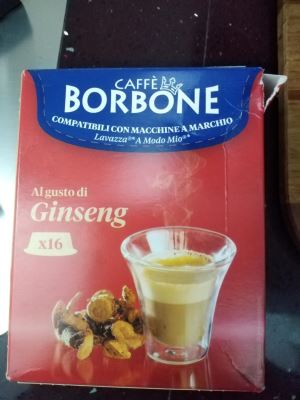 CAFFÈ
BORBONE
COMPATIBILI CON MACCHINE A MARCHIO
Lavazza®* A Modo Mio®*
Al gusto di
Ginseng
x16